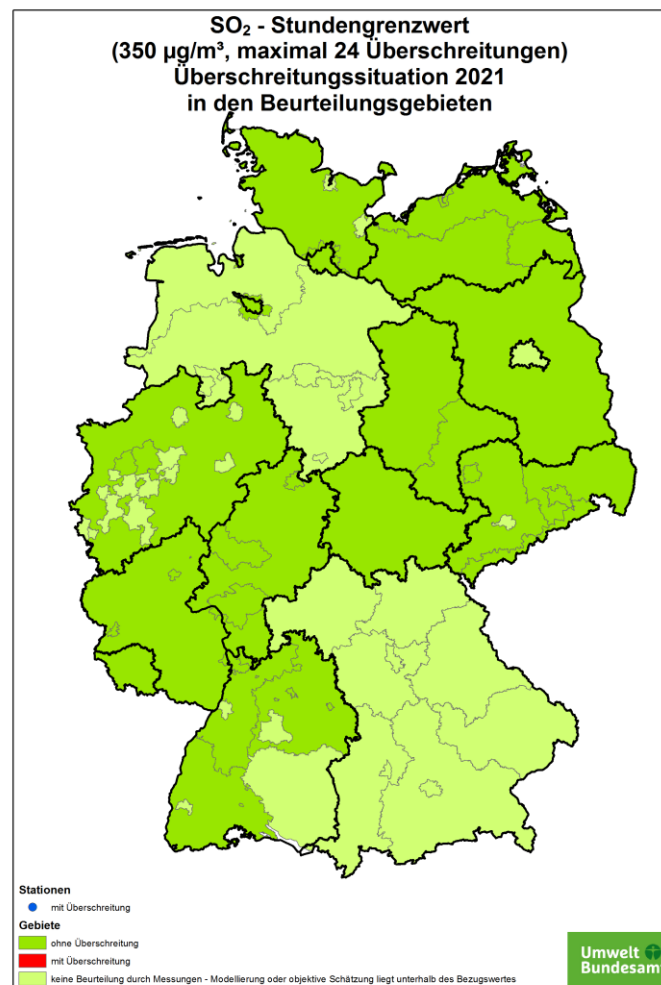 SO₂ - Stundengrenzwert
(350 µg/m³, maximal 24 Überschreitungen)
Überschreitungssituation 2021
in den Beurteilungsgebieten
Stationen
mit Überschreitung
Gebiete
ohne Überschreitung
mit Überschreitung
keine Beurteilung durch Messungen - Modellierung oder objektive Schätzung liegt unterhalb des Bezugswertes
Umwelt
Bundesamt